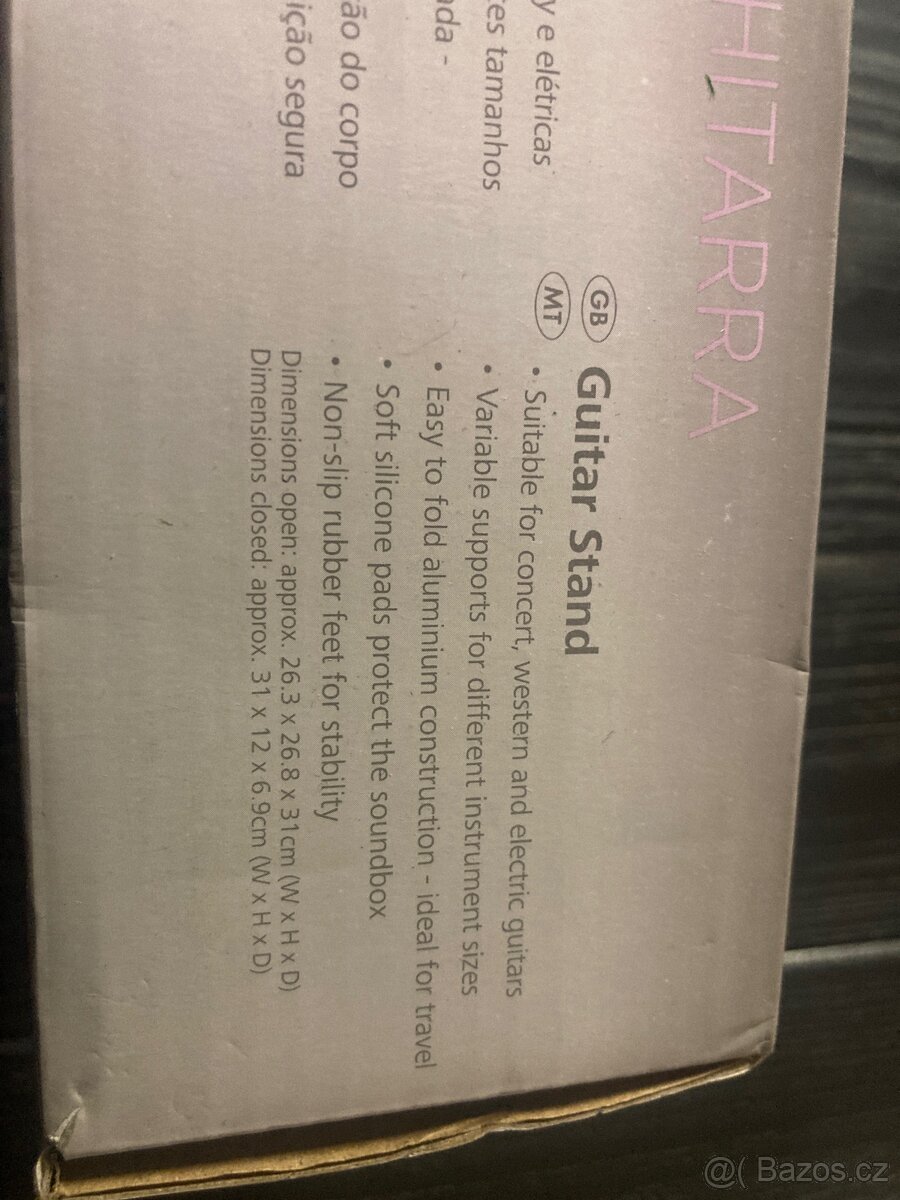 HITARRA
y e elétricas
es tamanhos
da -
ão do corpo
ição segura
GB
MT
Guitar Stand
• Suitable for concert, western and electric guitars
• Variable supports for different instrument sizes
• Easy to fold aluminium construction - ideal for travel
• Soft silicone pads protect the soundbox
• Non-slip rubber feet for stability
Dimensions open: approx. 26.3 x 26.8 x 31cm (W x H x D)
Dimensions closed: approx. 31 x 12 x 6.9cm (W x H x D)
@( Bazos.cz